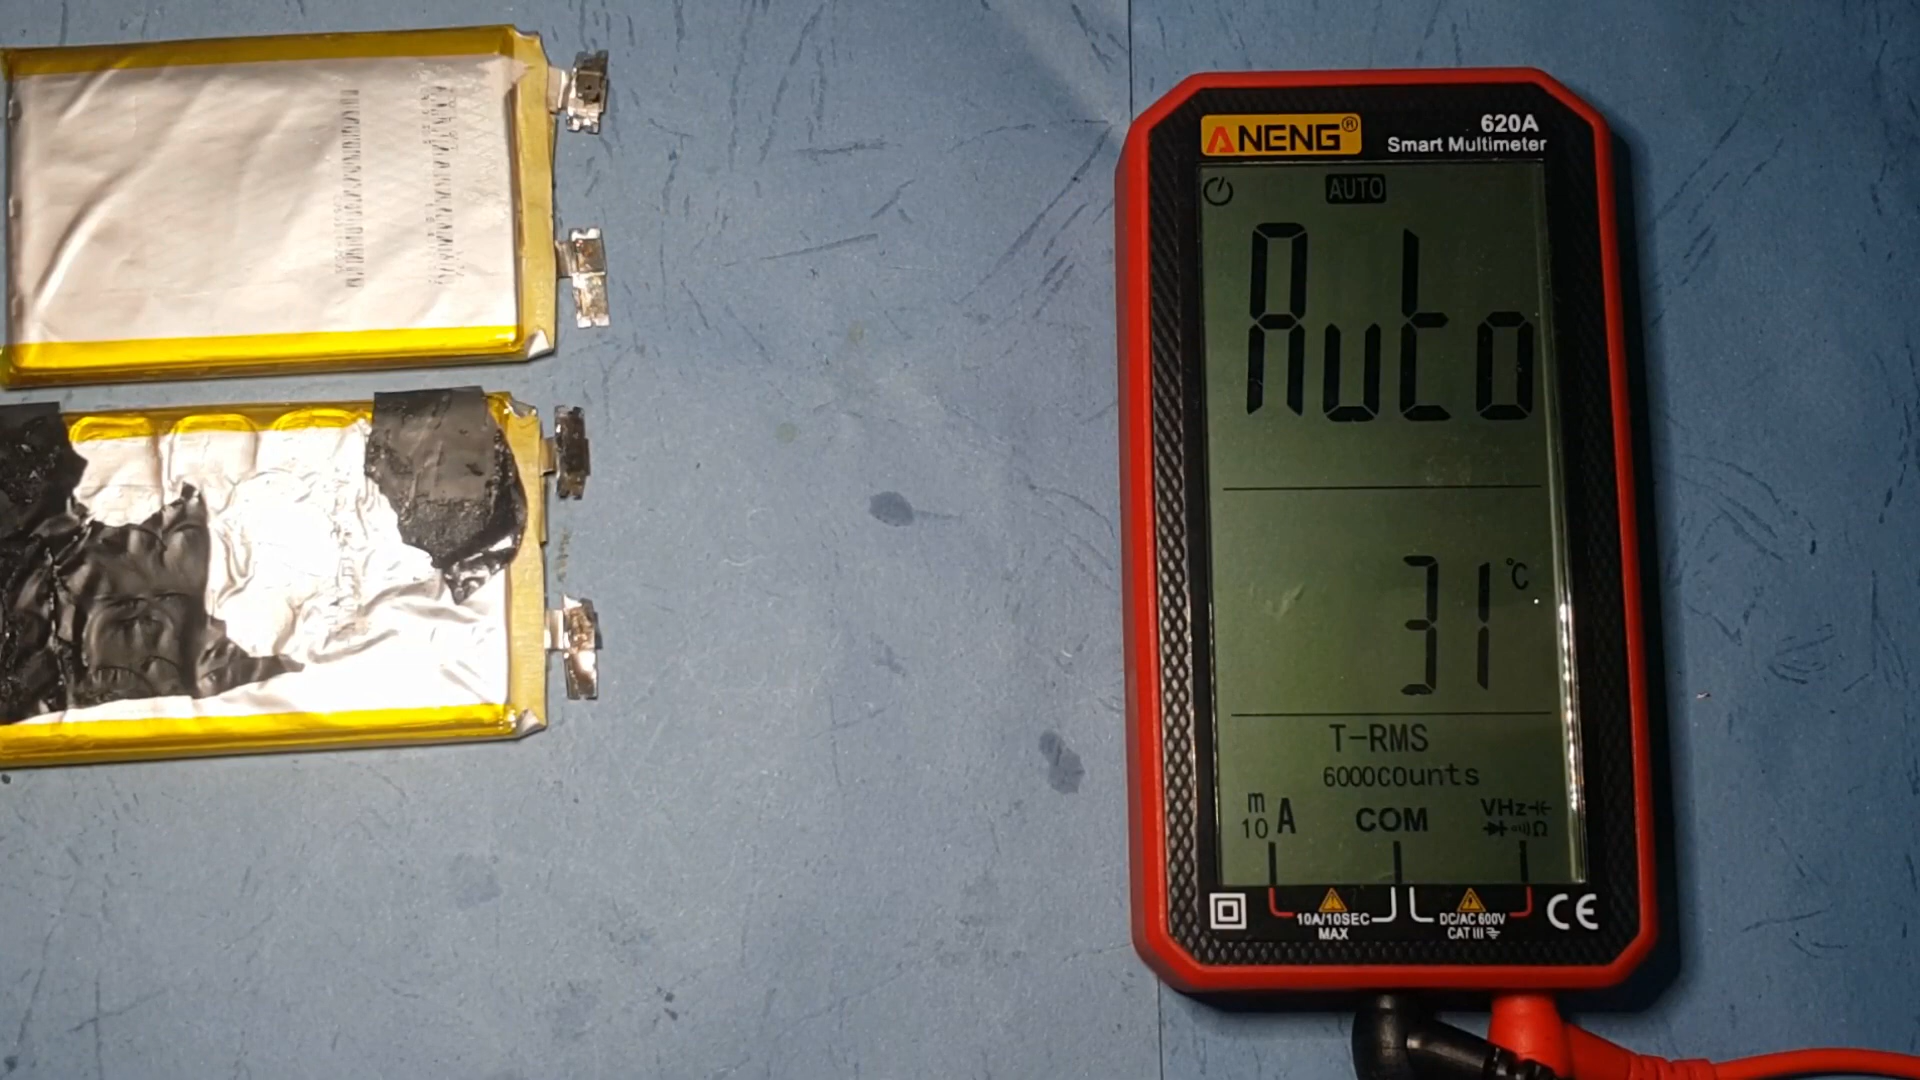 ANENG®
620A
Smart Multimeter
AUTO
Auto
31 °C
T-RMS
6000Counts
m
10 A
COM
VHz
Ω
10A/10SEC
MAX
DC/AC 600V
CAT III
CE